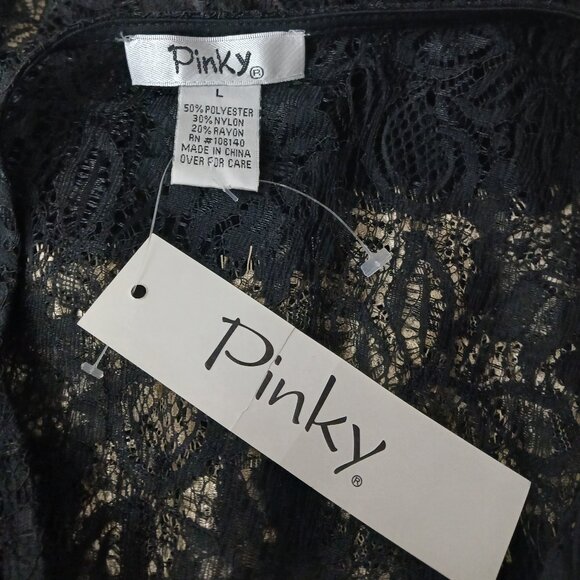 Pinky®
L
50% POLYESTER
30% NYLON
20% RAYON
RN #108140
MADE IN CHINA
OVER FOR CARE
Pinky®